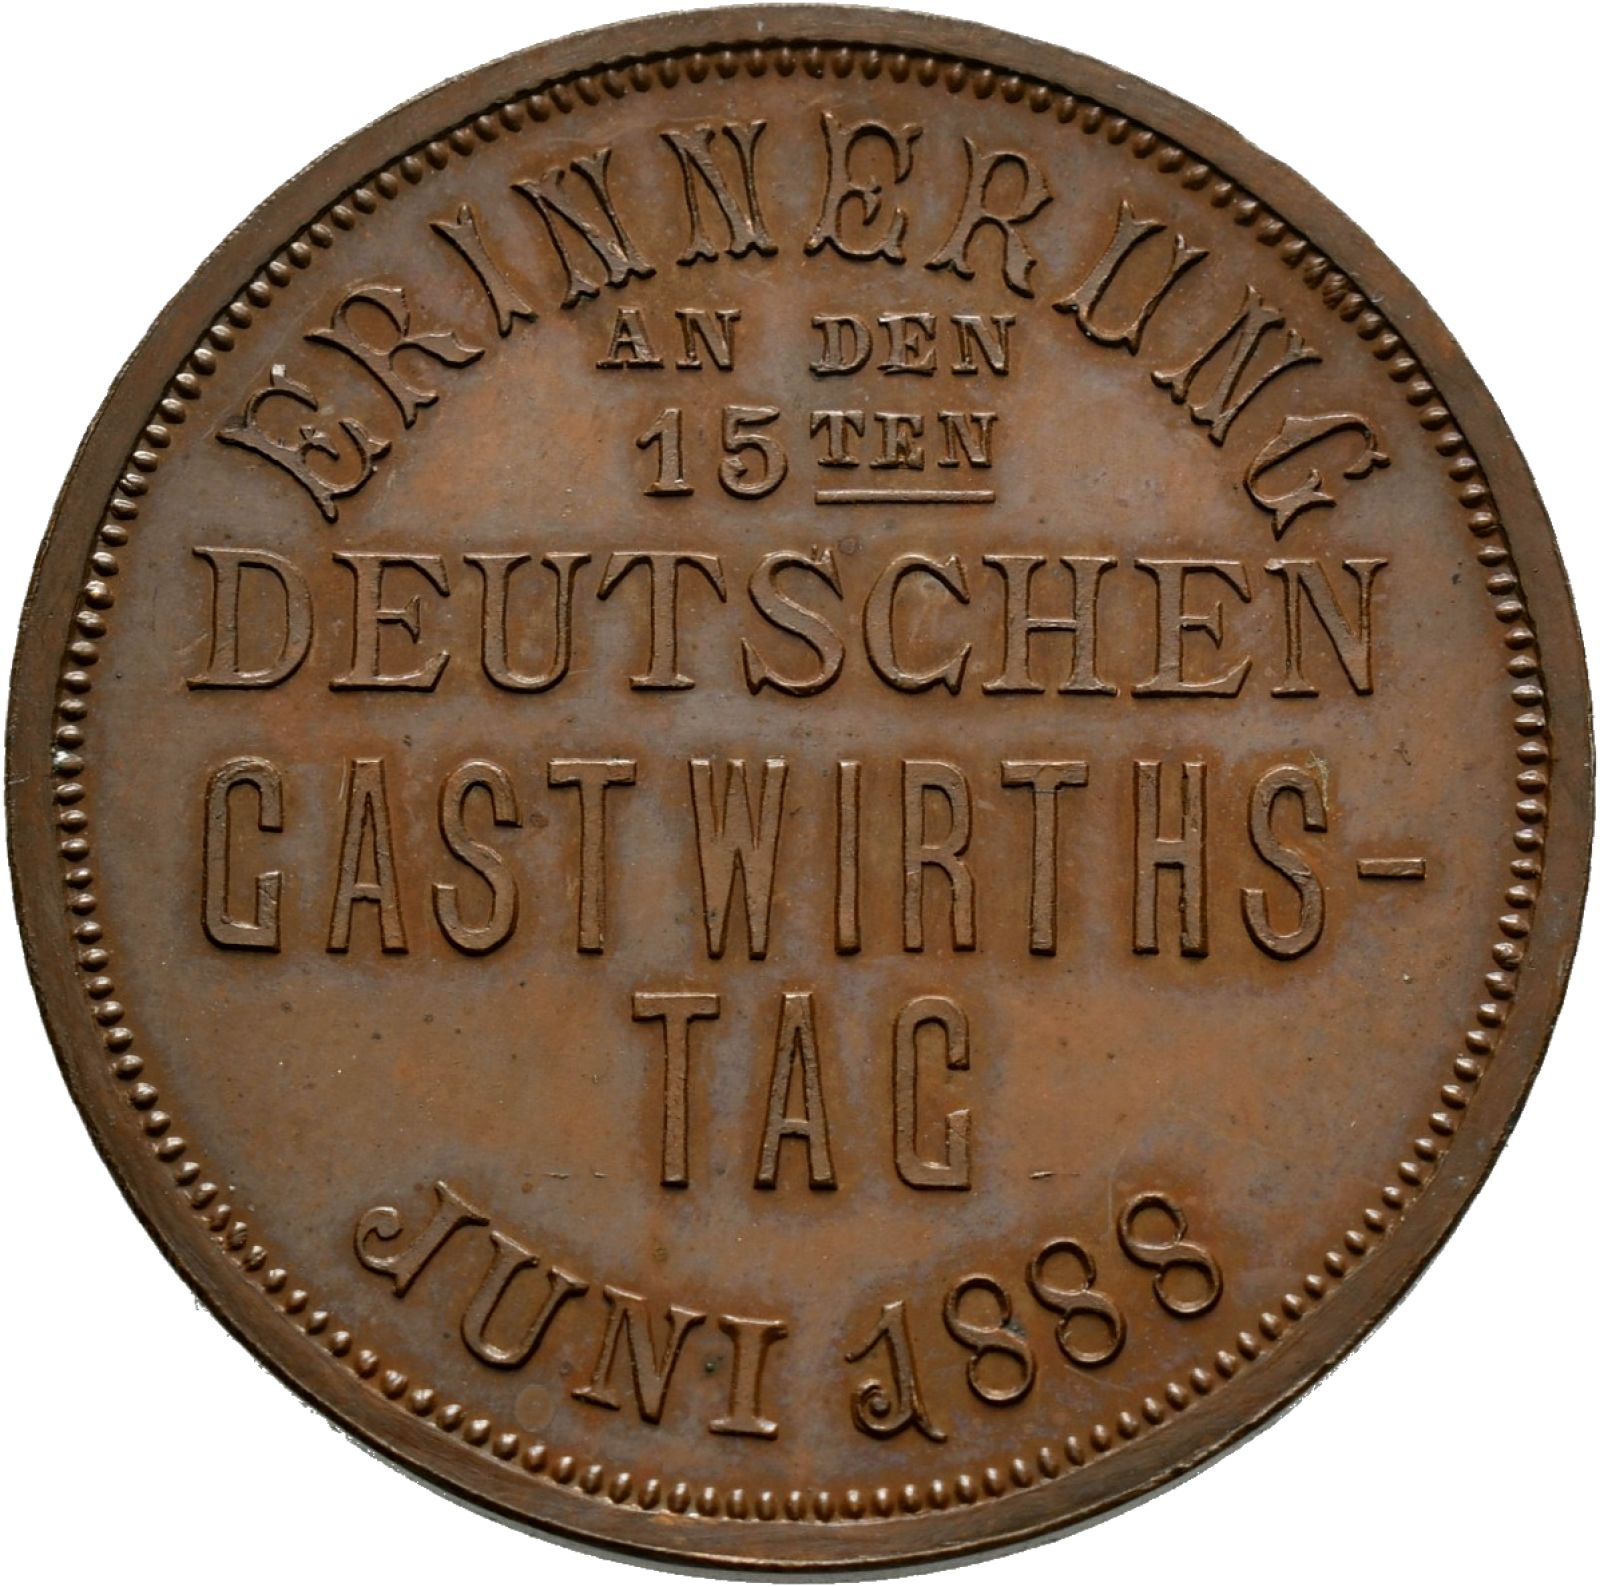 ERINNERUNG
AN DEN
15TEN
DEUTSCHEN
GASTWIRTHS-
TAG
JUNI 1888